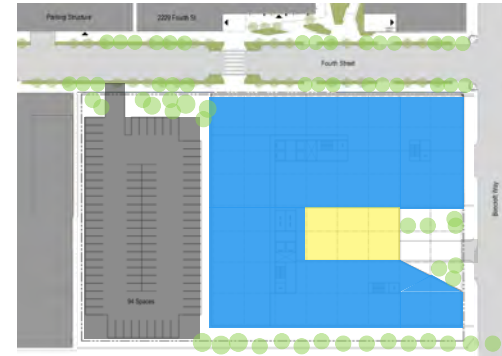 Parking Structure
2009 Fourth St.
Fourth Street
Bancroft Way
94 Spaces